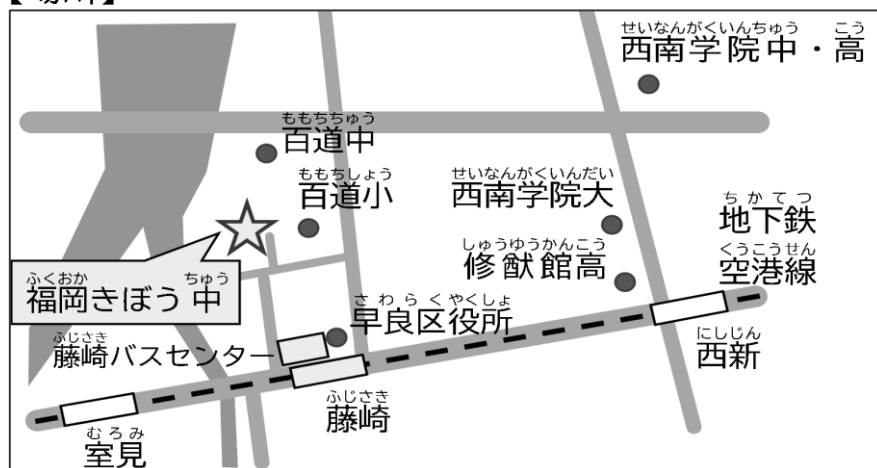 せいなんがくいんちゅう こう
西南学院中・高
ももちちゅう
百道中
ももちしょう
百道小
せいなんがくいんだい
西南学院大
ちかてつ
地下鉄
くうこうせん
空港線
しゅうゆうかんこう
修猷館高
ふくおか ちゅう
福岡きぼう中
さわらくやくしょ
早良区役所
ふじさき
藤崎バスセンター
にしじん
西新
ふじさき
藤崎
むろみ
室見